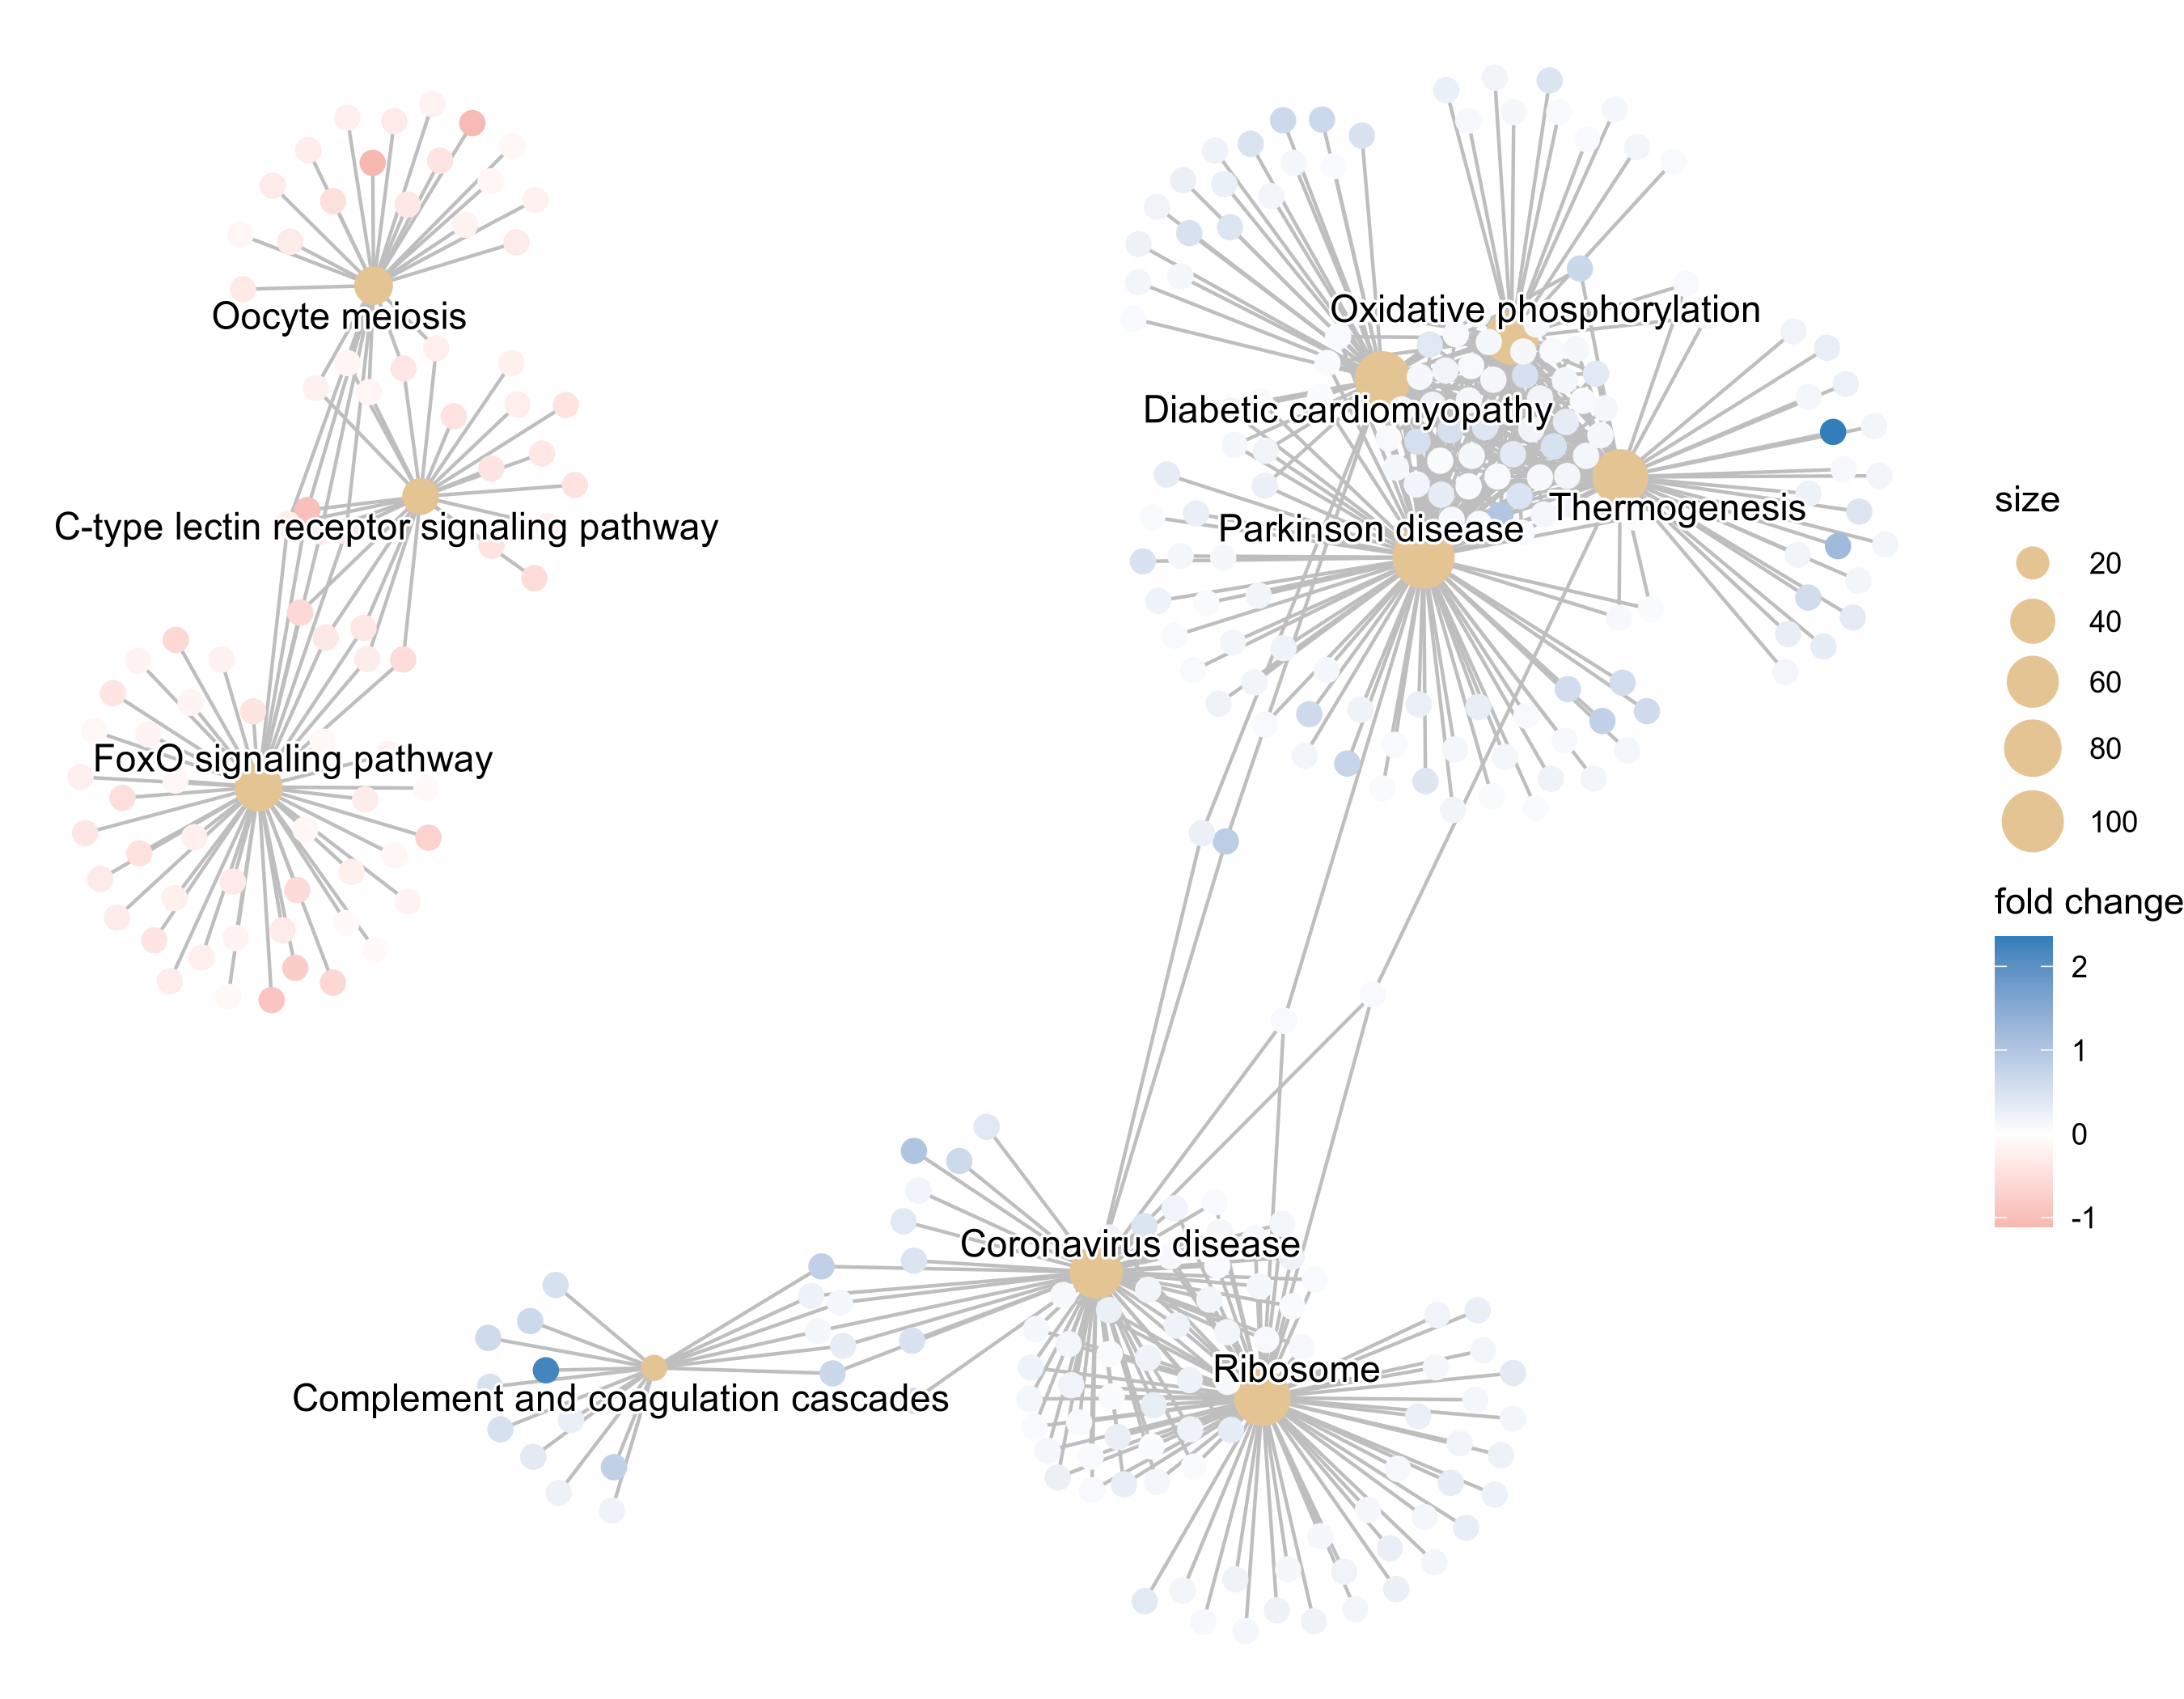 Oocyte meiosis
Oxidative phosphorylation
Diabetic cardiomyopathy
C-type lectin receptor signaling pathway
Parkinson disease
Thermogenesis
FoxO signaling pathway
Coronavirus disease
Ribosome
Complement and coagulation cascades
size
20
40
60
80
100
fold change
2
1
0
-1